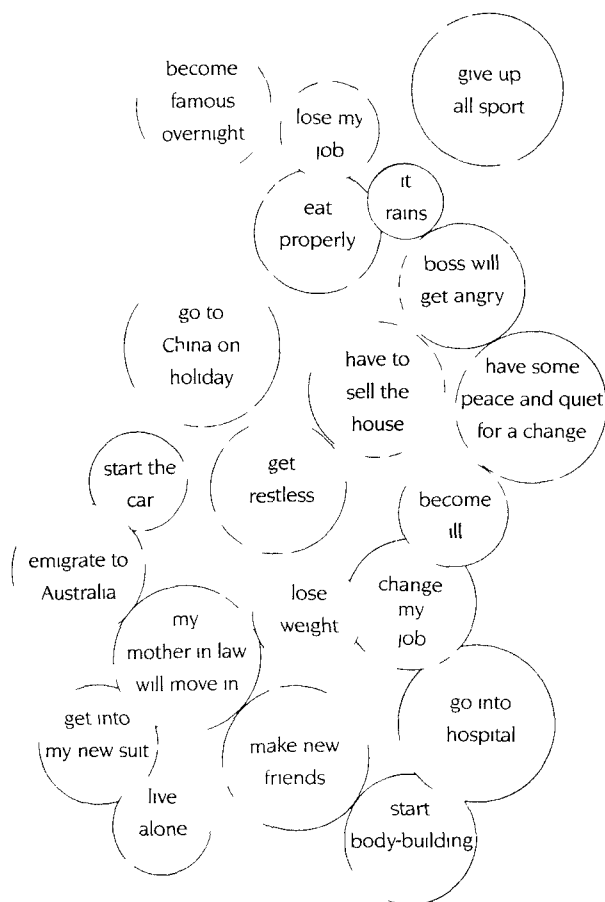 become
famous
overnight
lose my
job
give up
all sport
eat
properly
it
rains
boss will
get angry
go to
China on
holiday
have to
sell the
house
have some
peace and quiet
for a change
start the
car
get
restless
become
ill
emigrate to
Australia
lose
weight
change
my
job
my
mother in law
will move in
get into
my new suit
go into
hospital
make new
friends
live
alone
start
body-building